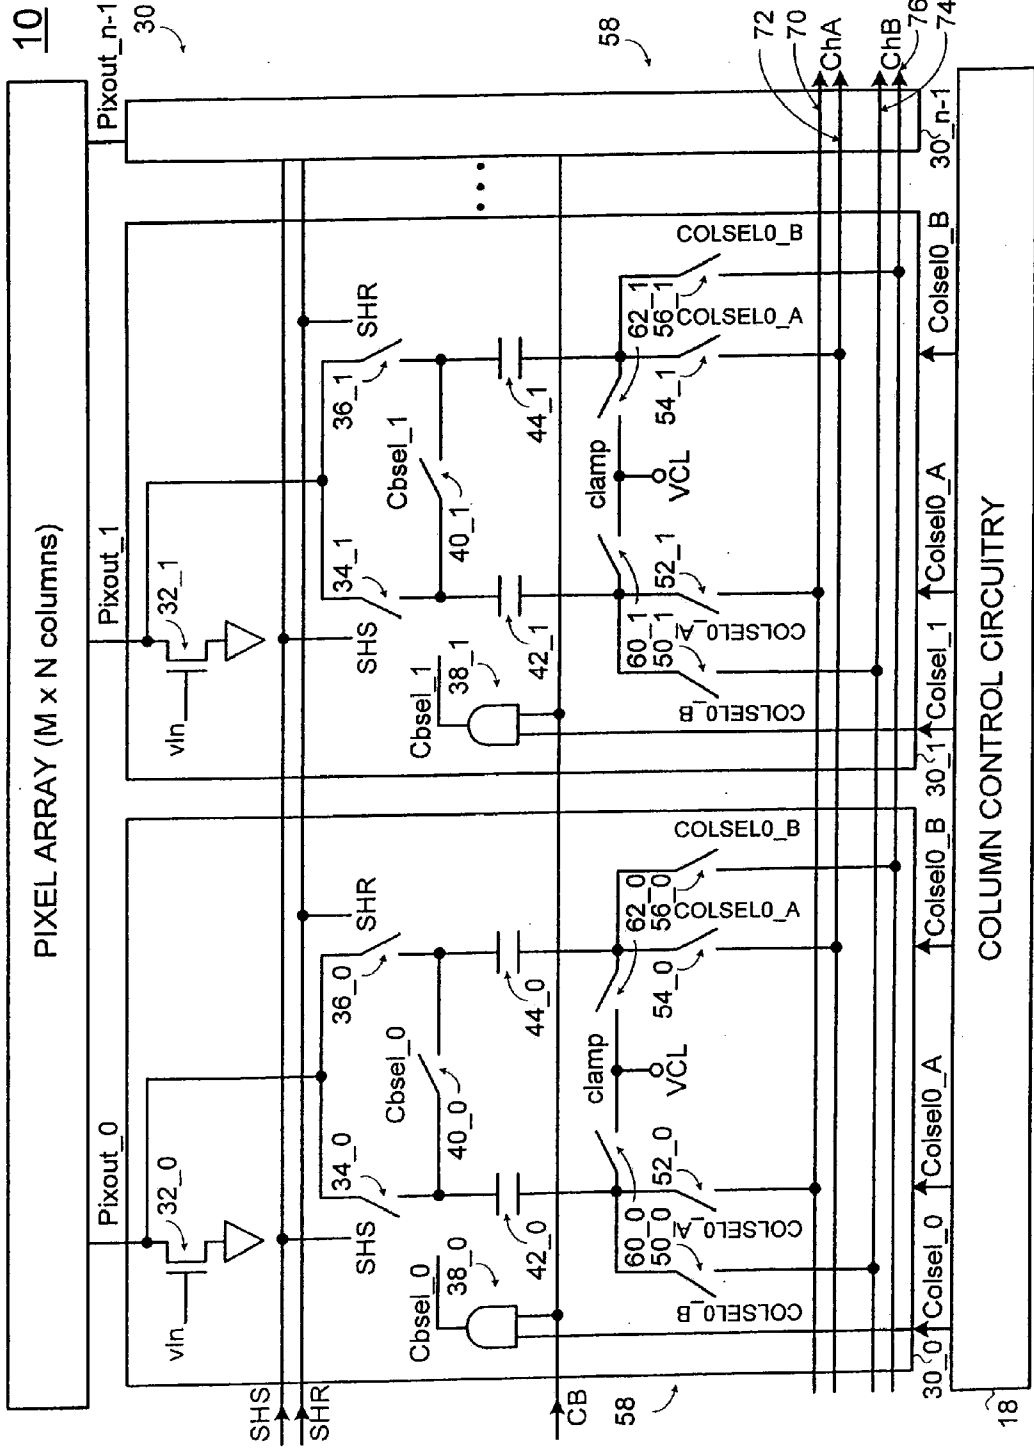 10
PIXEL ARRAY (M x N columns)
Pixout_0
Pixout_1
Pixout_n-1
30
vln
32_0
vln
32_1
58
SHS
SHR
SHS
34_0
36_0
SHR
SHS
34_1
36_1
SHR
Cbsel_0
38_0
40_0
Cbsel_0
Cbsel_1
38_1
40_1
Cbsel_1
42_0
44_0
42_1
44_1
• • •
CB
58
clamp
VCL
60_0
50_0
52_0
62_0
56_0
54_0
COLSEL0_B
COLSEL0_A
COLSEL0_A
COLSEL0_B
clamp
VCL
60_1
50_1
52_1
62_1
56_1
54_1
COLSEL0_B
COLSEL0_A
COLSEL0_A
COLSEL0_B
72
70
ChA
ChB
76
74
30_0
Colsel_0
Colsel0_A
Colsel0_B
30_1
Colsel_1
Colsel0_A
Colsel0_B
30_n-1
18
COLUMN CONTROL CIRCUITRY